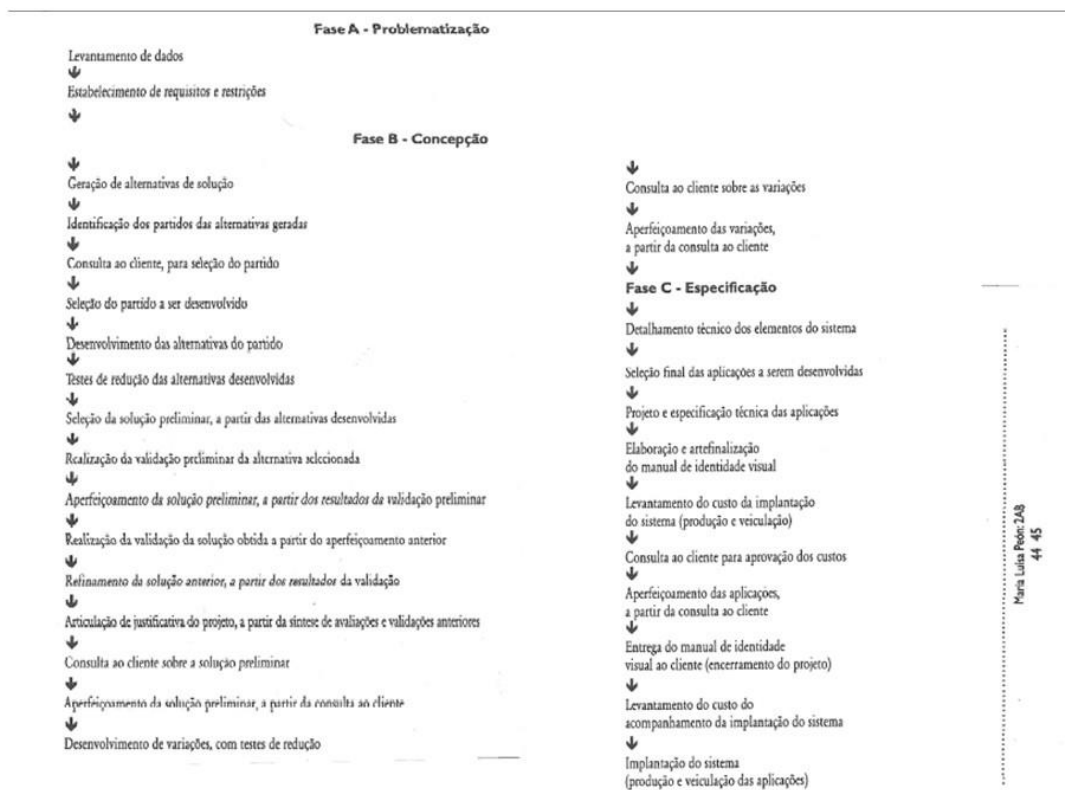 Fase A - Problematização
Levantamento de dados
Estabelecimento de requisitos e restrições
Fase B - Concepção
Geração de alternativas de solução
Identificação dos partidos das alternativas geradas
Consulta ao cliente, para seleção do partido
Seleção do partido a ser desenvolvido
Desenvolvimento das alternativas do partido
Testes de redução das alternativas desenvolvidas
Seleção da solução preliminar, a partir das alternativas desenvolvidas
Realização da validação preliminar da alternativa selecionada
Aperfeiçoamento da solução preliminar, a partir dos resultados da validação preliminar
Realização da validação da solução obtida a partir do aperfeiçoamento anterior
Refinamento da solução anterior, a partir dos resultados da validação
Articulação de justificativa do projeto, a partir da síntese de avaliações e validações anteriores
Consulta ao cliente sobre a solução preliminar
Aperfeiçoamento da solução preliminar, a partir da consulta ao cliente
Desenvolvimento de variações, com testes de redução
Consulta ao cliente sobre as variações
Aperfeiçoamento das variações,
a partir da consulta ao cliente
Fase C - Especificação
Detalhamento técnico dos elementos do sistema
Seleção final das aplicações a serem desenvolvidas
Projeto e especificação técnica das aplicações
Elaboração e artefinalização
do manual de identidade visual
Levantamento do custo da implantação
do sistema (produção e veiculação)
Consulta ao cliente para aprovação dos custos
Aperfeiçoamento das aplicações,
a partir da consulta ao cliente
Entrega do manual de identidade
visual ao cliente (encerramento do projeto)
Levantamento do custo do
acompanhamento da implantação do sistema
Implantação do sistema
(produção e veiculação das aplicações)
Maria Luísa Peón: 2AB
44 45